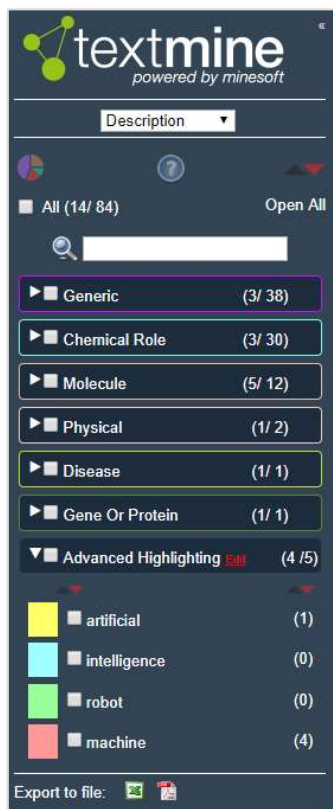 «
textmine
powered by minesoft
Description ▼
?
All (14/ 84) Open All
Generic (3/ 38)
Chemical Role (3/ 30)
Molecule (5/ 12)
Physical (1/ 2)
Disease (1/ 1)
Gene Or Protein (1/ 1)
Advanced Highlighting Edit (4 /5)
artificial (1)
intelligence (0)
robot (0)
machine (4)
Export to file: